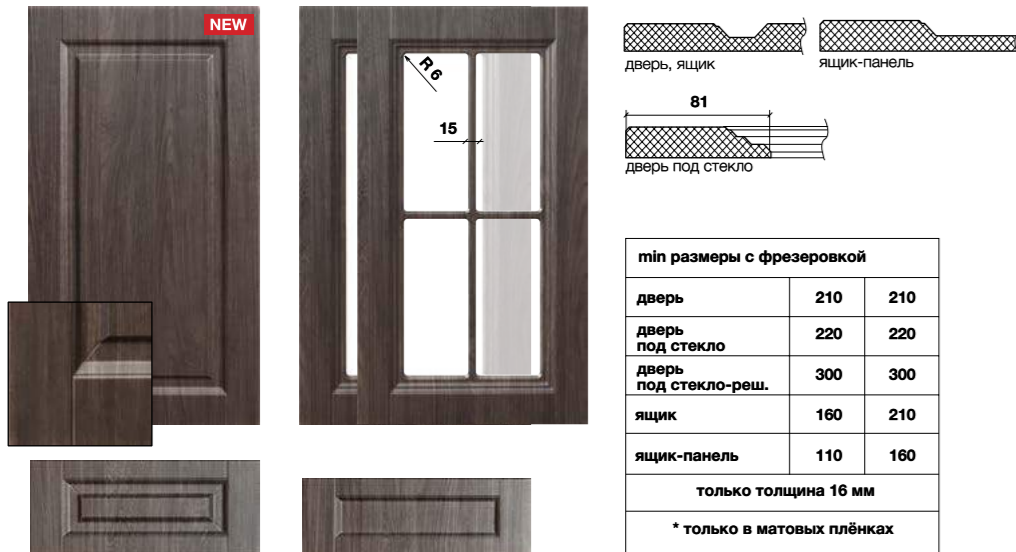 NEW
R 6
15
дверь, ящик
ящик-панель
81
дверь под стекло
min размеры с фрезеровкой
дверь 210 210
дверь
под стекло 220 220
дверь
под стекло-реш. 300 300
ящик 160 210
ящик-панель 110 160
только толщина 16 мм
* только в матовых плёнках